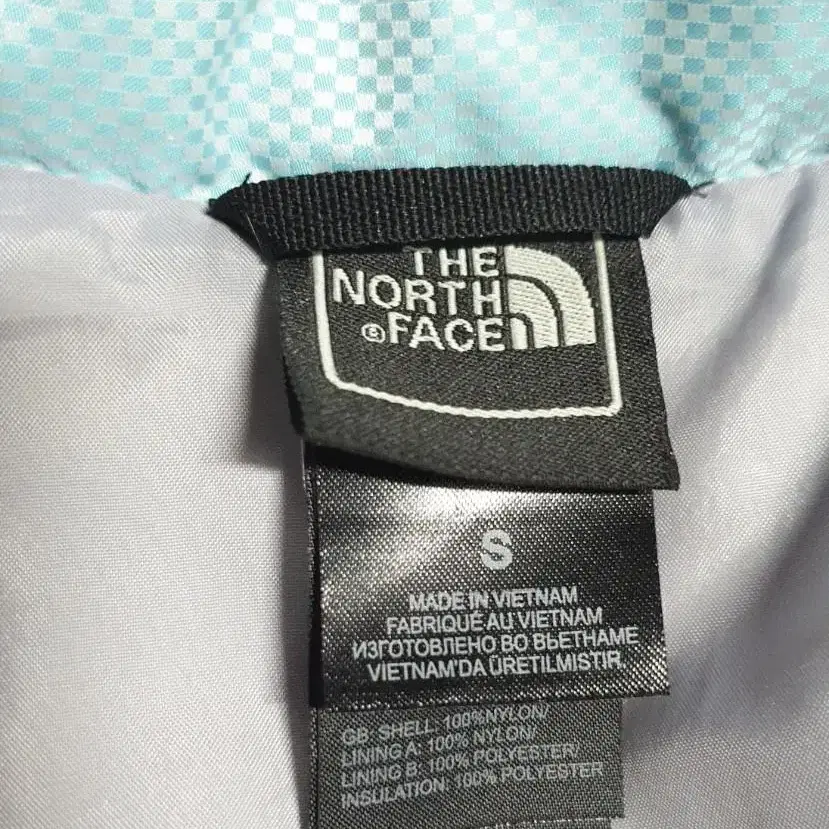 THE
NORTH
®FACE
S
MADE IN VIETNAM
FABRIQUÉ AU VIETNAM
ИЗГОТОВЛЕНО ВО ВЬЕТНАМЕ
VIETNAM'DA ÜRETILMISTIR.
GB: SHELL: 100%NYLON/
LINING A: 100% NYLON/
LINING B: 100% POLYESTER/
INSULATION: 100% POLYESTER